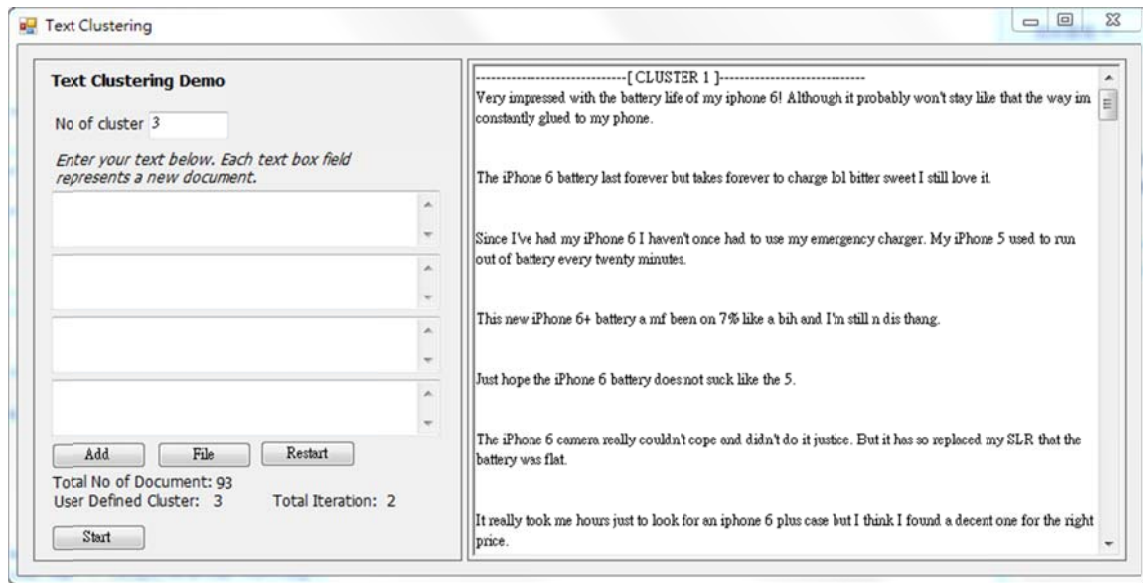 Text Clustering
Text Clustering Demo
No of cluster 3
Enter your text below. Each text box field
represents a new document.
Add File Restart
Total No of Document: 93
User Defined Cluster: 3 Total Iteration: 2
Start
------------------------------[ CLUSTER 1 ]-----------------------------
Very impressed with the battery life of my iphone 6! Although it probably won't stay like that the way im
constantly glued to my phone.
The iPhone 6 battery last forever but takes forever to charge lol bitter sweet I still love it.
Since I've had my iPhone 6 I haven't once had to use my emergency charger. My iPhone 5 used to run
out of battery every twenty minutes.
This new iPhone 6+ battery a mf been on 7% like a bih and I'm still n dis thang.
Just hope the iPhone 6 battery does not suck like the 5.
The iPhone 6 camera really couldn't cope and didn't do it justice. But it has so replaced my SLR that the
battery was flat.
It really took me hours just to look for an iphone 6 plus case but I think I found a decent one for the right
price.